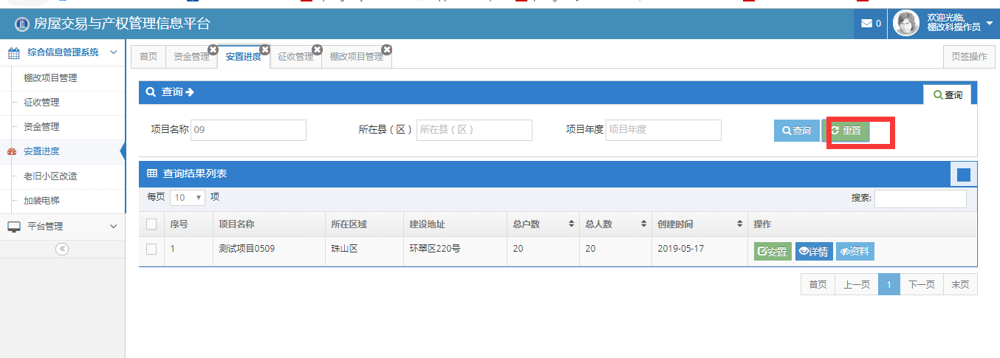 房屋交易与产权管理信息平台
0
欢迎光临,
棚改科操作员
综合信息管理系统
棚改项目管理
征收管理
资金管理
安置进度
老旧小区改造
加装电梯
平台管理
首页 资金管理 安置进度 征收管理 棚改项目管理 页签操作
查询 查询
项目名称 09 所在县（区） 所在县（区） 项目年度 项目年度 查询 重置
查询结果列表
每页 10 项 搜索:
序号 项目名称 所在区域 建设地址 总户数 总人数 创建时间 操作
1 测试项目0509 珠山区 环翠区220号 20 20 2019-05-17 安置 详情 资料
首页 上一页 1 下一页 末页